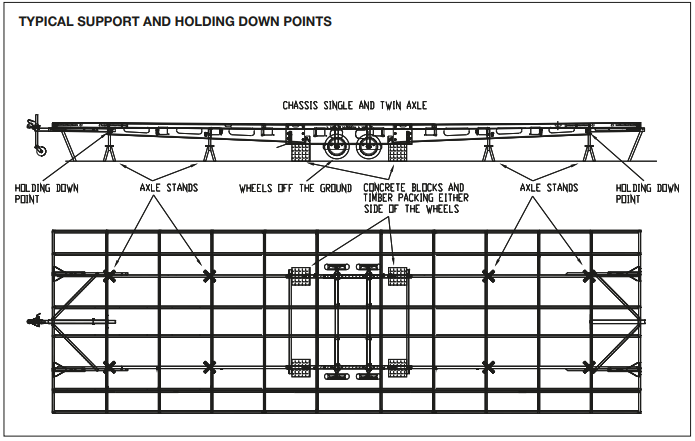 TYPICAL SUPPORT AND HOLDING DOWN POINTS
CHASSIS SINGLE AND TWIN AXLE
HOLDING DOWN
POINT
AXLE STANDS
WHEELS OFF THE GROUND
CONCRETE BLOCKS AND
TIMBER PACKING EITHER
SIDE OF THE WHEELS
AXLE STANDS
HOLDING DOWN
POINT